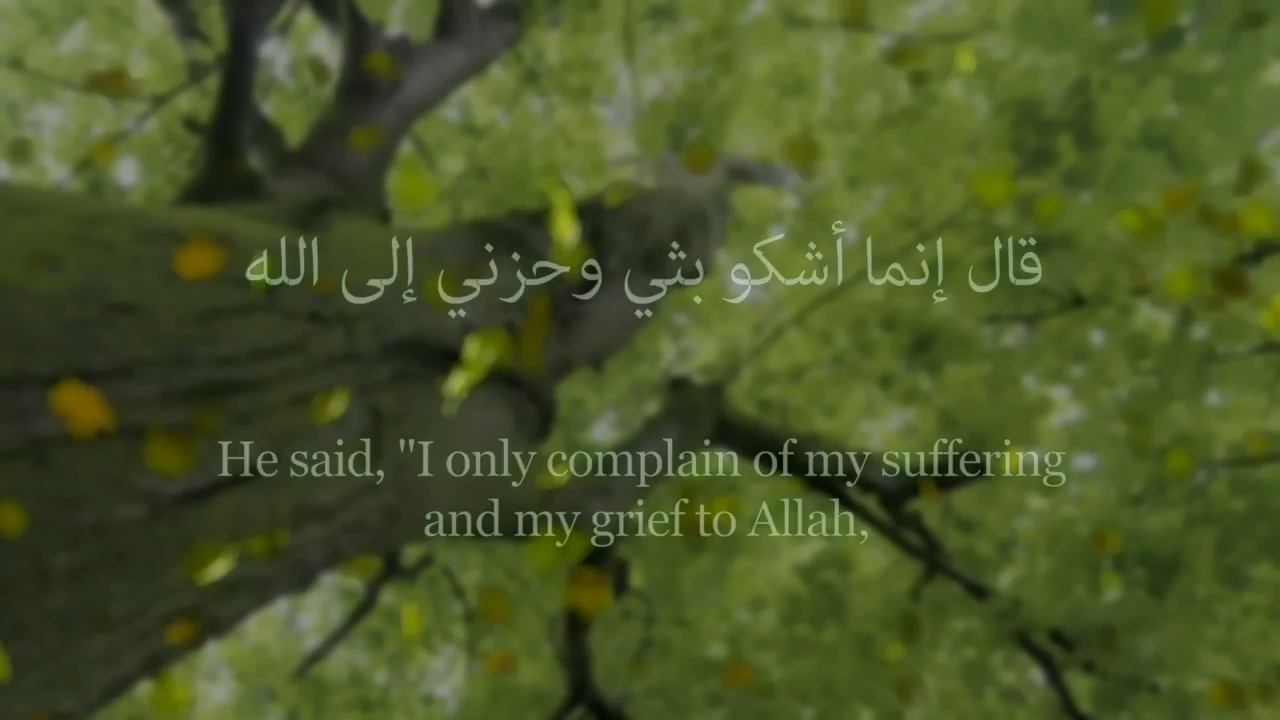 قال إنما أشكو بثي وحزني إلى الله
He said, "I only complain of my suffering
and my grief to Allah,